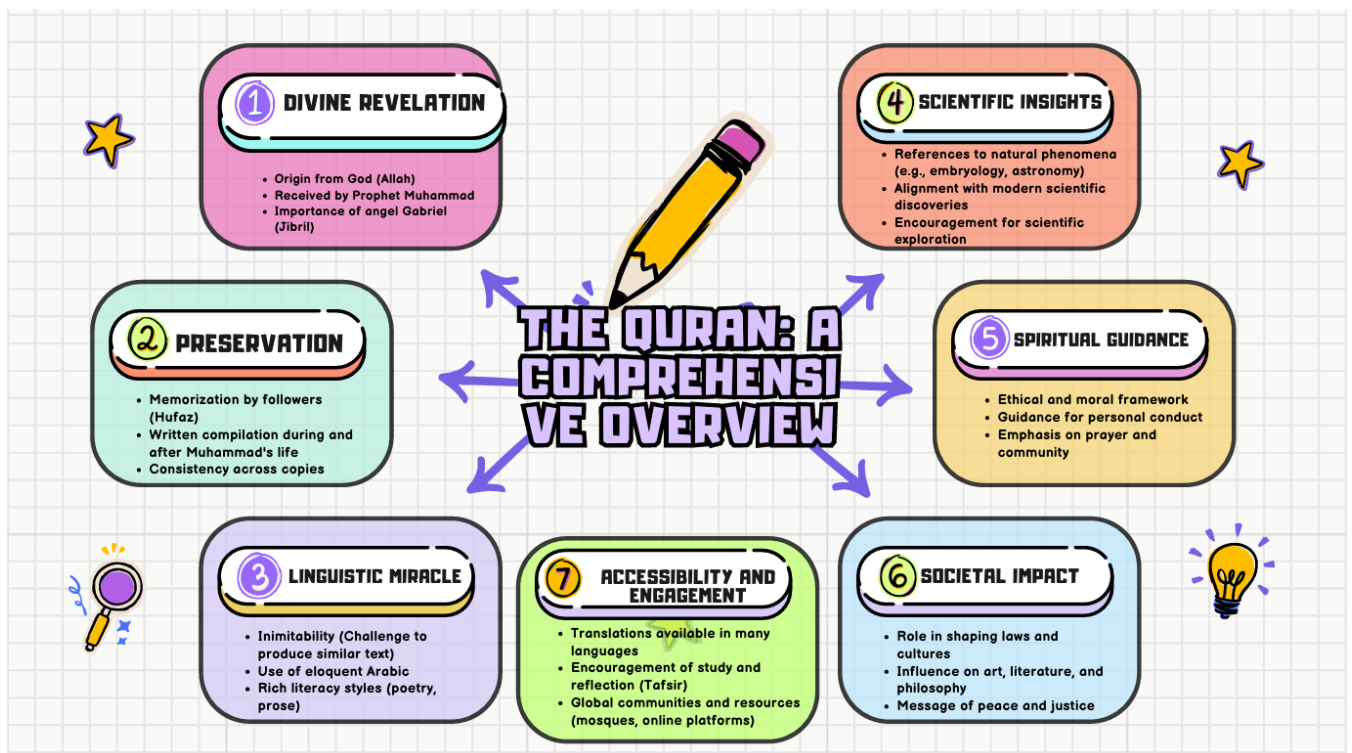 THE QURAN: A
COMPREHENSI
VE OVERVIEW
1
DIVINE REVELATION
• Origin from God (Allah)
• Received by Prophet Muhammad
• Importance of angel Gabriel
(Jibril)
2
PRESERVATION
• Memorization by followers
(Hufaz)
• Written compilation during and
after Muhammad's life
• Consistency across copies
3
LINGUISTIC MIRACLE
• Inimitability (Challenge to
produce similar text)
• Use of eloquent Arabic
• Rich literacy styles (poetry,
prose)
4
SCIENTIFIC INSIGHTS
• References to natural phenomena
(e.g., embryology, astronomy)
• Alignment with modern scientific
discoveries
• Encouragement for scientific
exploration
5
SPIRITUAL GUIDANCE
• Ethical and moral framework
• Guidance for personal conduct
• Emphasis on prayer and
community
6
SOCIETAL IMPACT
• Role in shaping laws and
cultures
• Influence on art, literature, and
philosophy
• Message of peace and justice
7
ACCESSIBILITY AND
ENGAGEMENT
• Translations available in many
languages
• Encouragement of study and
reflection (Tafsir)
• Global communities and resources
(mosques, online platforms)